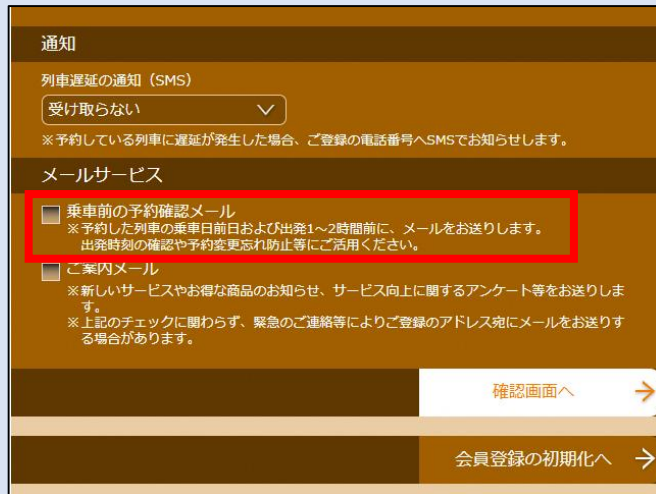 通知
列車遅延の通知（SMS）
受け取らない
※予約している列車に遅延が発生した場合、ご登録の電話番号へSMSでお知らせします。
メールサービス
乗車前の予約確認メール
※予約した列車の乗車日前日および出発1～2時間前に、メールをお送りします。
出発時刻の確認や予約変更忘れ防止等にご活用ください。
ご案内メール
※新しいサービスやお得な商品のお知らせ、サービス向上に関するアンケート等をお送りしま
す。
※上記のチェックに関わらず、緊急のご連絡等によりご登録のアドレス宛にメールをお送りす
る場合があります。
確認画面へ
会員登録の初期化へ